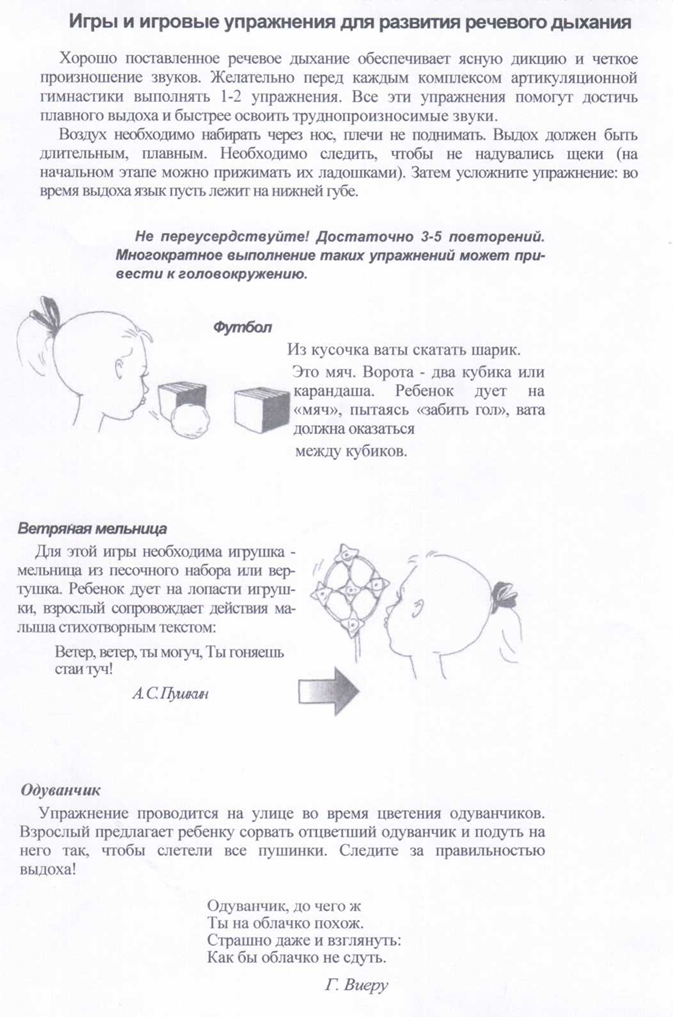 Игры и игровые упражнения для развития речевого дыхания
Хорошо поставленное речевое дыхание обеспечивает ясную дикцию и четкое
произношение звуков. Желательно перед каждым комплексом артикуляционной
гимнастики выполнять 1-2 упражнения. Все эти упражнения помогут достичь
плавного выдоха и быстрее освоить труднопроизносимые звуки.
Воздух необходимо набирать через нос, плечи не поднимать. Выдох должен быть
длительным, плавным. Необходимо следить, чтобы не надувались щеки (на
начальном этапе можно прижимать их ладошками). Затем усложните упражнение: во
время выдоха язык пусть лежит на нижней губе.
Не переусердствуйте! Достаточно 3-5 повторений.
Многократное выполнение таких упражнений может при-
вести к головокружению.
Футбол
Из кусочка ваты скатать шарик.
Это мяч. Ворота - два кубика или
карандаша. Ребенок дует на
«мяч», пытаясь «забить гол», вата
должна оказаться
между кубиков.
Ветряная мельница
Для этой игры необходима игрушка -
мельница из песочного набора или вер-
тушка. Ребенок дует на лопасти игруш-
ки, взрослый сопровождает действия ма-
лыша стихотворным текстом:
Ветер, ветер, ты могуч, Ты гоняешь
стаи туч!
А. С. Пушкин
Одуванчик
Упражнение проводится на улице во время цветения одуванчиков.
Взрослый предлагает ребенку сорвать отцветший одуванчик и подуть на
него так, чтобы слетели все пушинки. Следите за правильностью
выдоха!
Одуванчик, до чего ж
Ты на облачко похож.
Страшно даже и взглянуть:
Как бы облачко не сдуть.
Г. Виеру